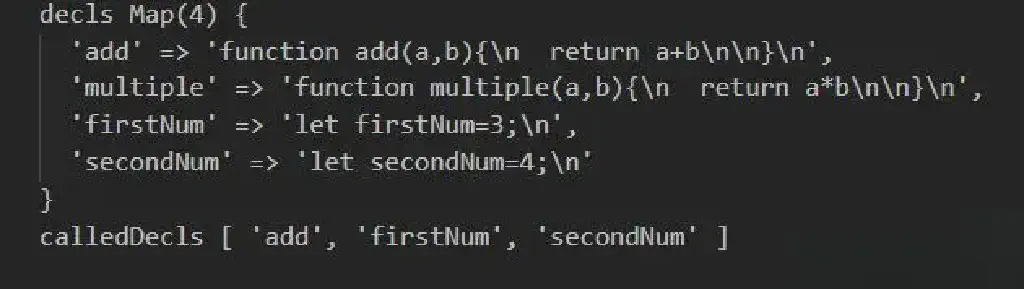 decls Map(4) {
'add' => 'function add(a,b){\n  return a+b\n\n}\n',
'multiple' => 'function multiple(a,b){\n  return a*b\n\n}\n',
'firstNum' => 'let firstNum=3;\n',
'secondNum' => 'let secondNum=4;\n'
}
calledDecls [ 'add', 'firstNum', 'secondNum' ]